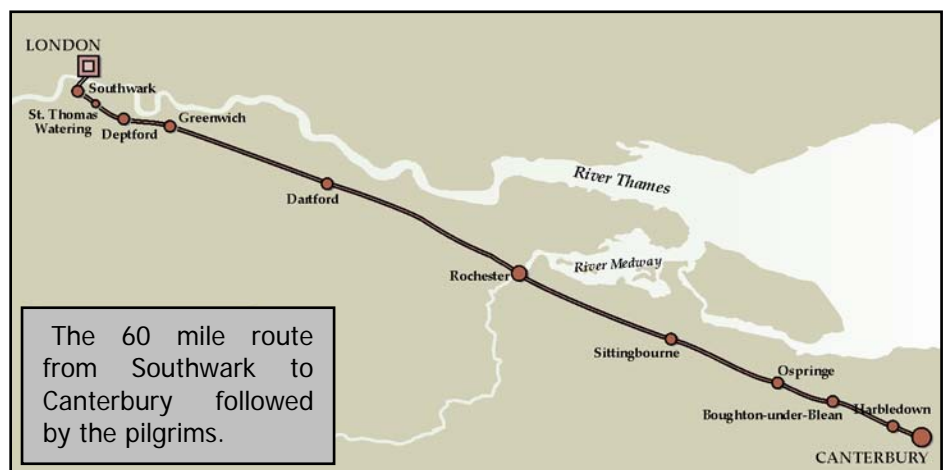 LONDON
Southwark
St. Thomas
Watering
Deptford
Greenwich
Dartford
River Thames
Rochester
River Medway
Sittingbourne
Ospringe
Boughton-under-Blean
Harbledown
CANTERBURY
The 60 mile route
from Southwark to
Canterbury followed
by the pilgrims.